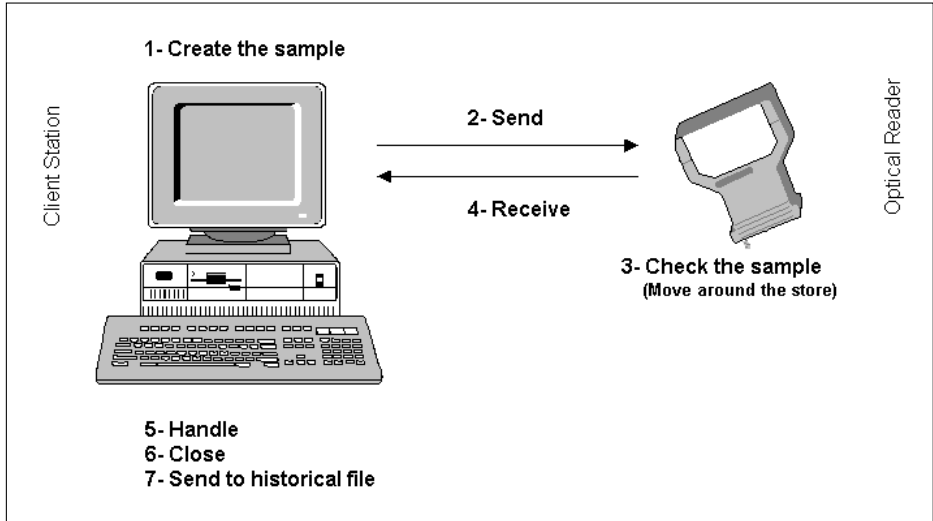 1- Create the sample
Client Station
2- Send
4- Receive
Optical Reader
3- Check the sample
(Move around the store)
5- Handle
6- Close
7- Send to historical file